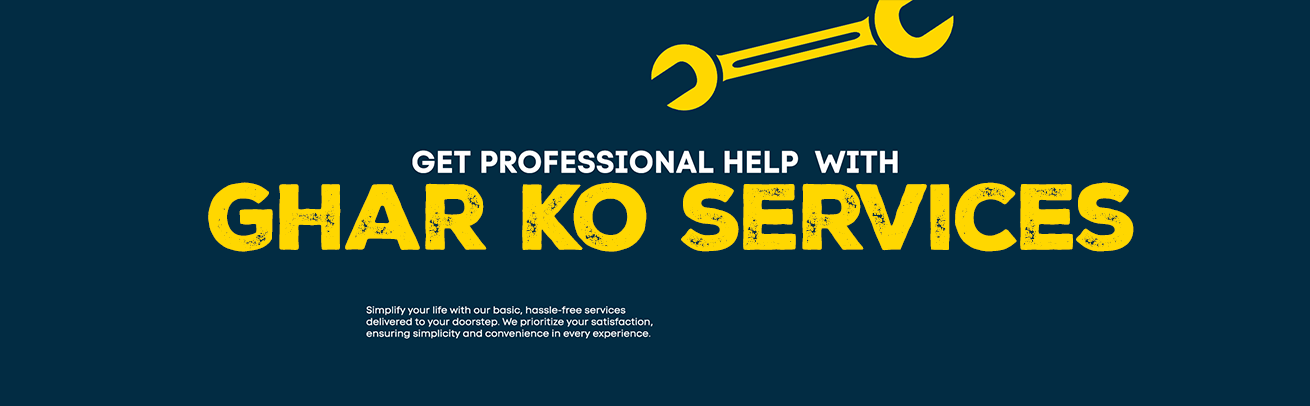 GET PROFESSIONAL HELP WITH
GHAR KO SERVICES
Simplify your life with our basic, hassle-free services
delivered to your doorstep. We prioritize your satisfaction,
ensuring simplicity and convenience in every experience.